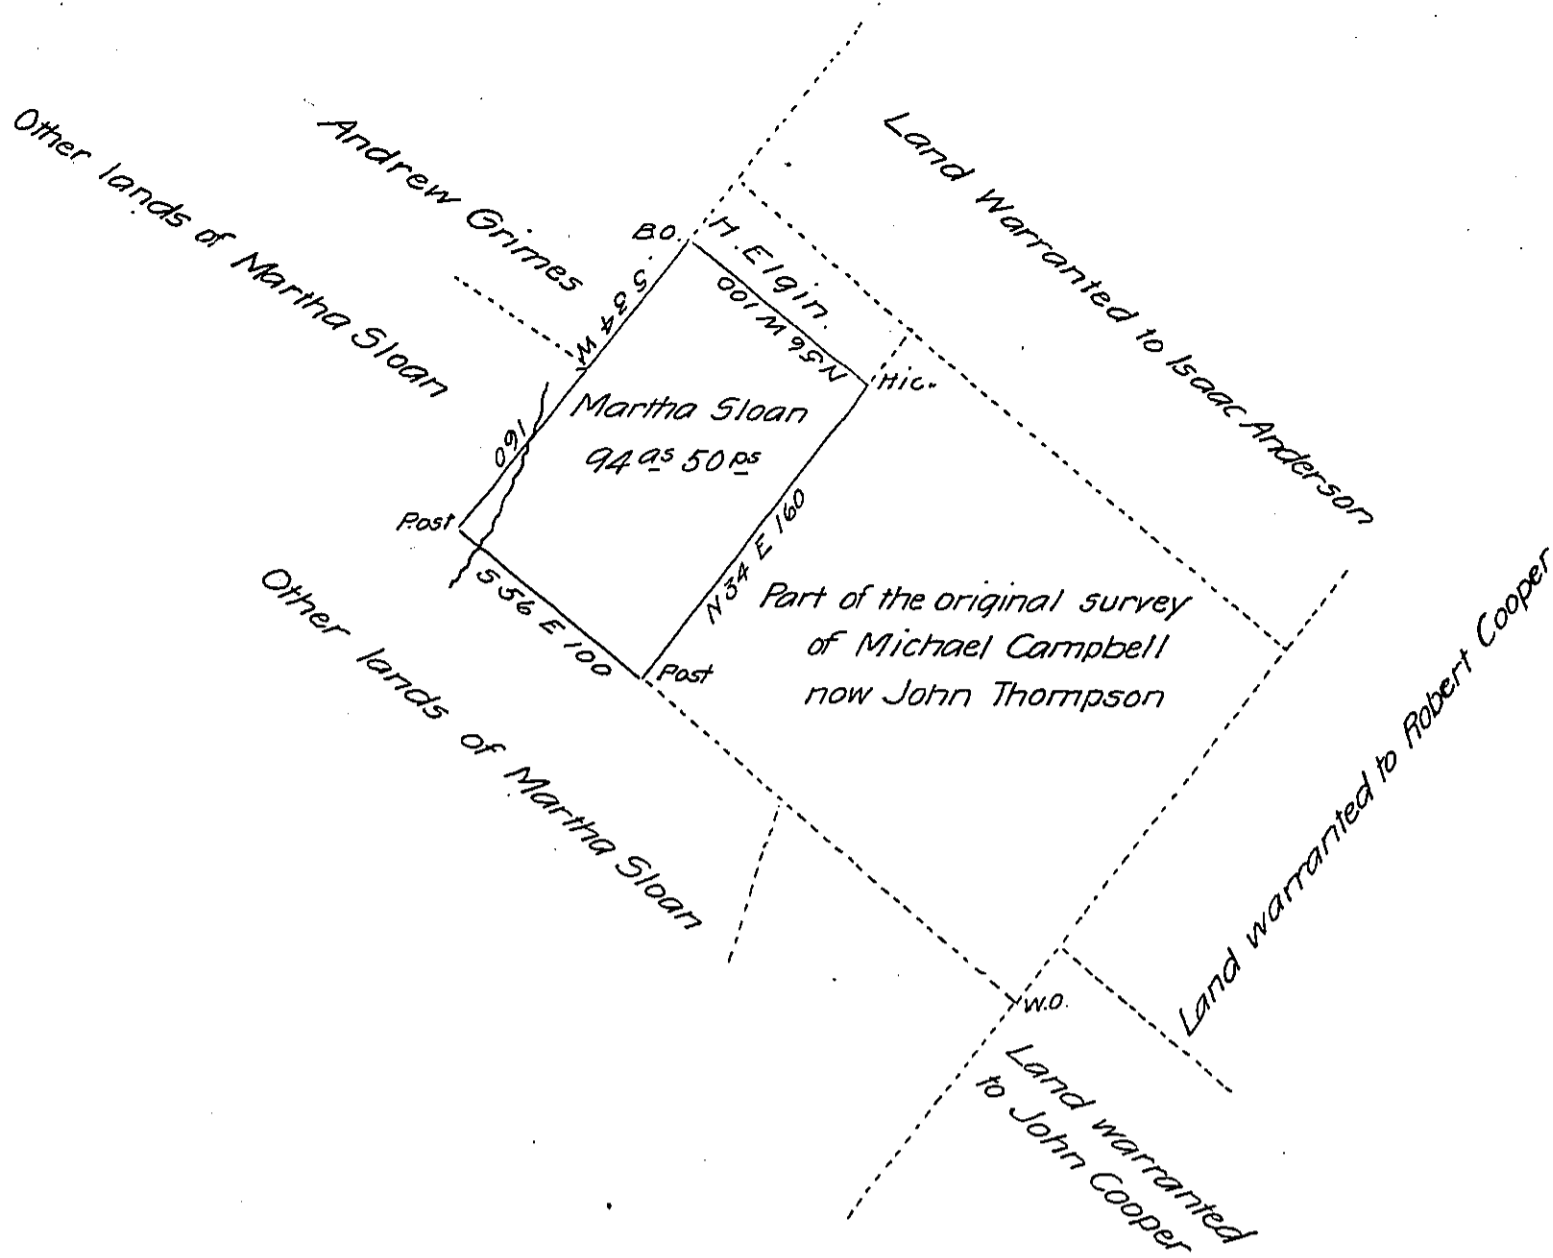 Other lands of Martha Sloan
Andrew Grimes
Land Warranted to Isaac Anderson
B.O.
H. Elgin.
S 34 W
160
N 56 W 100
Hic.
Martha Sloan
94 as 50 ps
Post
N 34 E 160
S 56 E 100
Post
Part of the original survey
of Michael Campbell
now John Thompson
Other lands of Martha Sloan
Land warranted to Robert Cooper
W.O.
Land warranted
to John Cooper